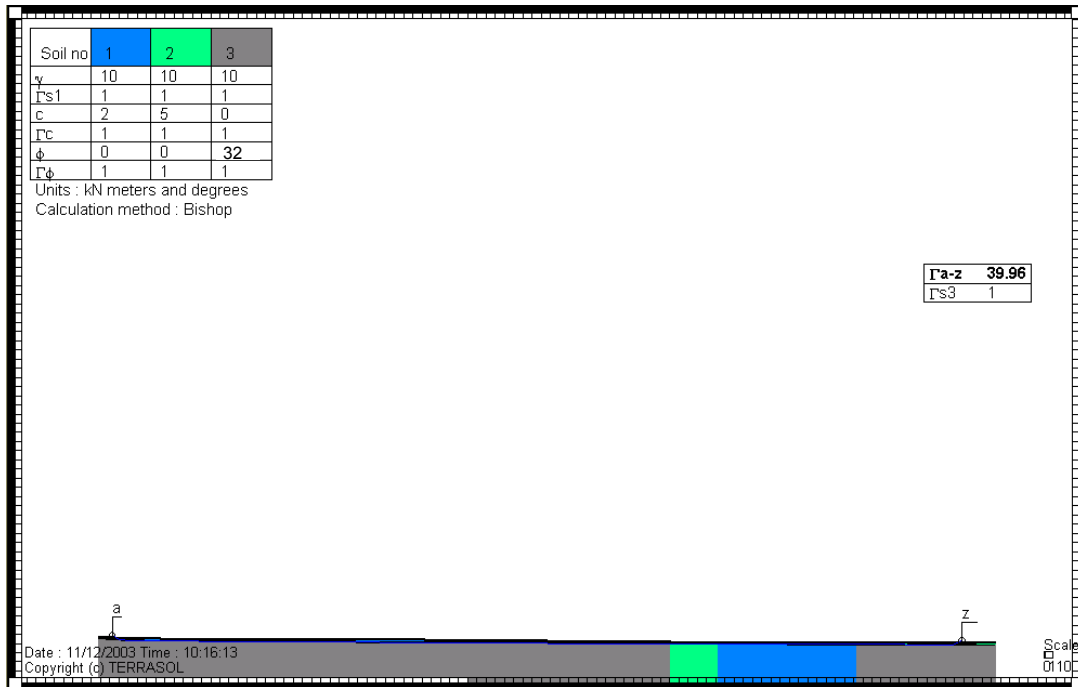 Soil no 1 2 3
γ 10 10 10
Γs1 1 1 1
c 2 5 0
Γc 1 1 1
ϕ 0 0 32
Γϕ 1 1 1
Units : kN meters and degrees
Calculation method : Bishop
Γa-z 39.96
Γs3 1
a
z
Date : 11/12/2003 Time : 10:16:13
Copyright (c) TERRASOL
Scale